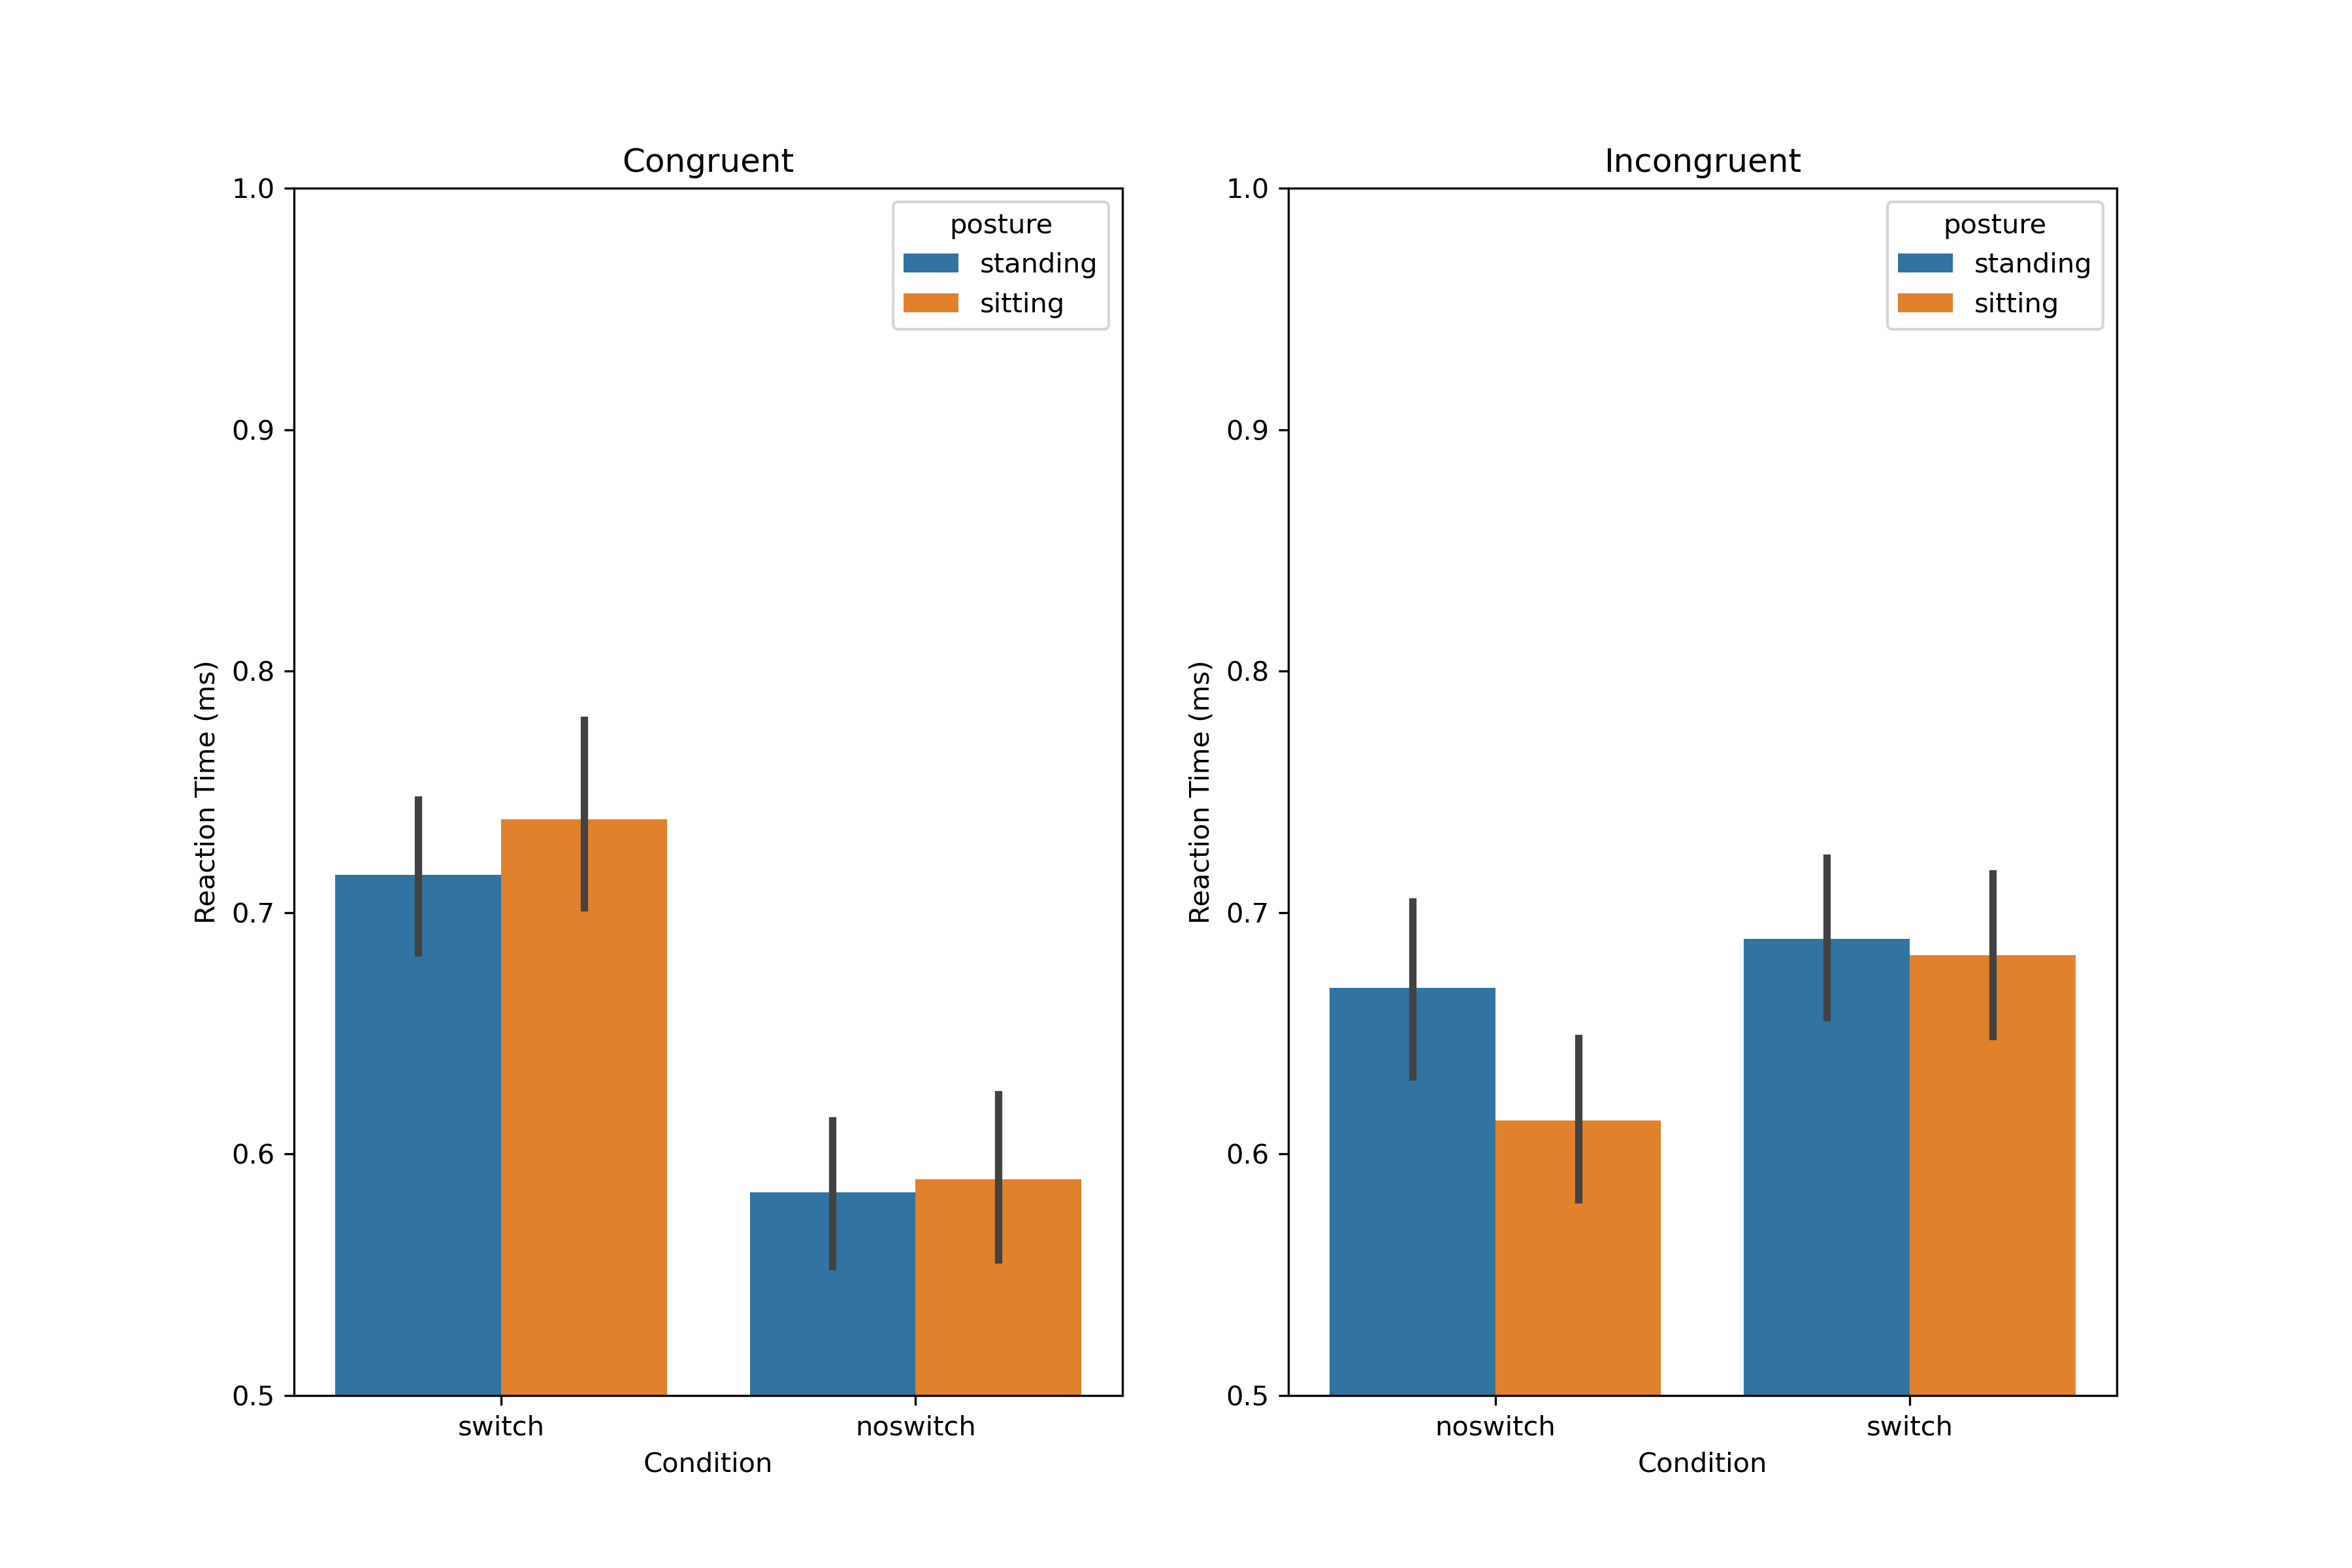 Congruent
1.0
0.9
0.8
0.7
0.6
0.5
Reaction Time (ms)
posture
standing
sitting
switch
noswitch
Condition
Incongruent
1.0
0.9
0.8
0.7
0.6
0.5
Reaction Time (ms)
posture
standing
sitting
noswitch
switch
Condition